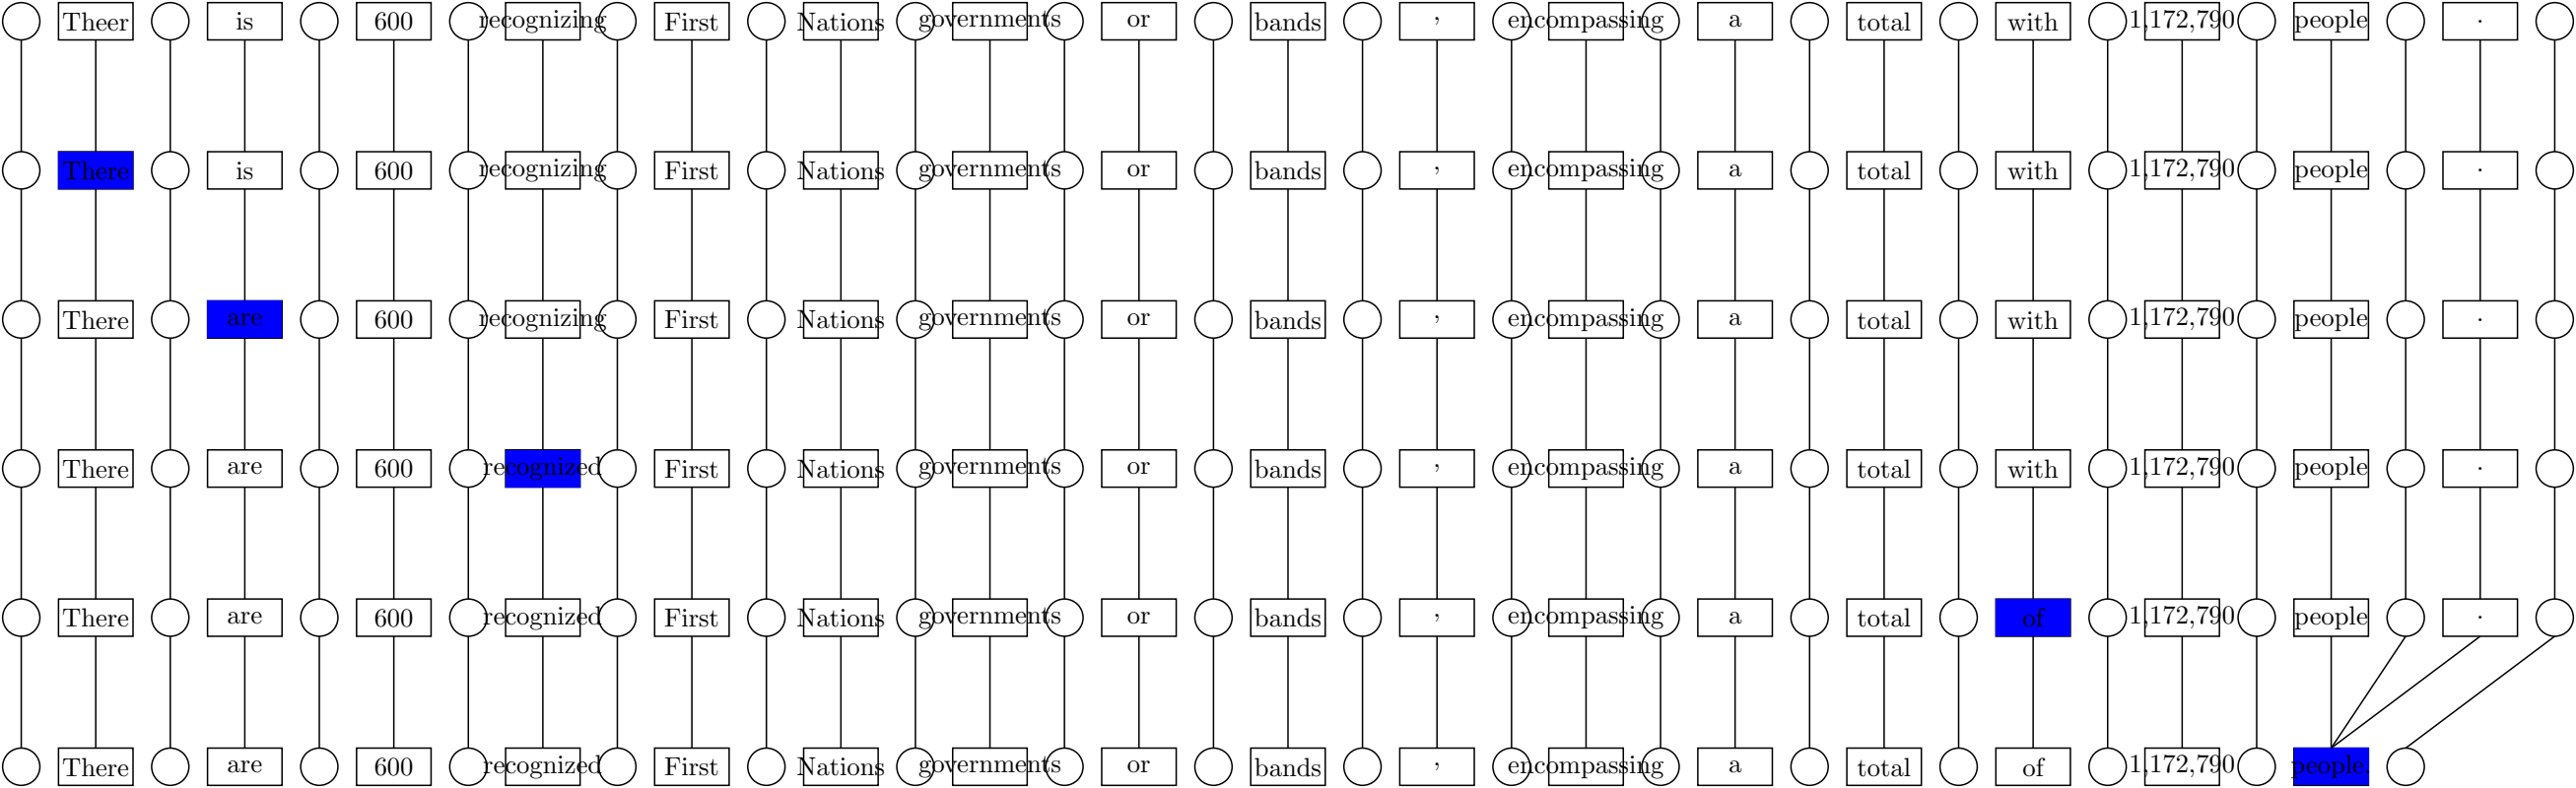 Theer is 600 recognizing First Nations governments or bands , encompassing a total with 1,172,790 people .
There is 600 recognizing First Nations governments or bands , encompassing a total with 1,172,790 people .
There are 600 recognizing First Nations governments or bands , encompassing a total with 1,172,790 people .
There are 600 recognized First Nations governments or bands , encompassing a total with 1,172,790 people .
There are 600 recognized First Nations governments or bands , encompassing a total of 1,172,790 people .
There are 600 recognized First Nations governments or bands , encompassing a total of 1,172,790 people.